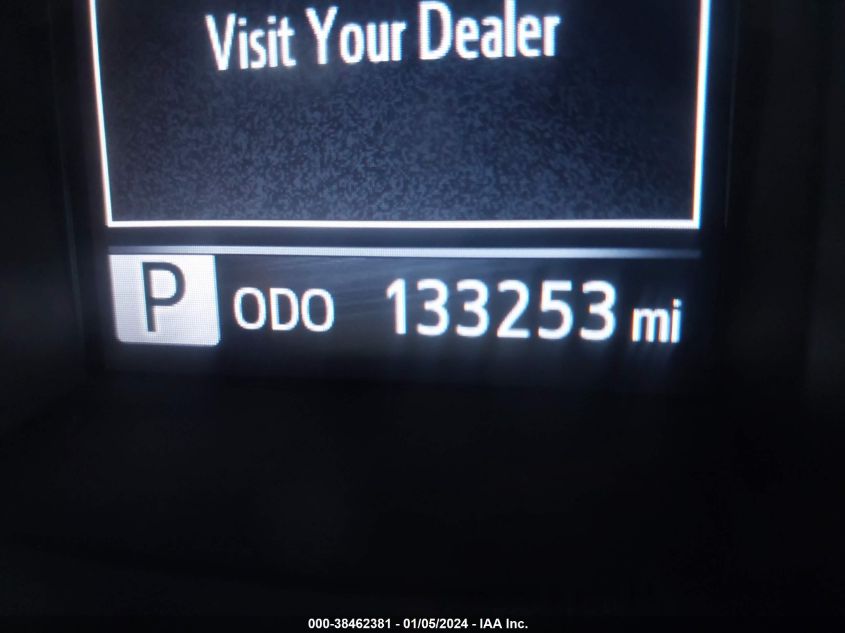 Visit Your Dealer
P ODO 133253 mi
000-38462381 - 01/05/2024 - IAA Inc.